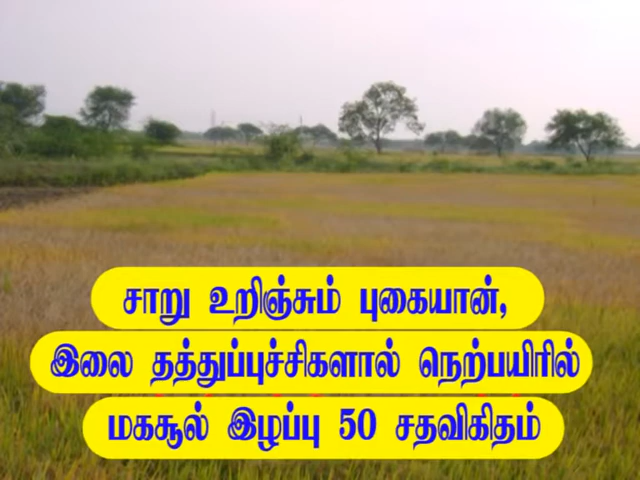 சாறு உறிஞ்சும் புகையான்,
இலை தத்துப்புச்சிகளால் நெற்பயிரில்
மகசூல் இழப்பு 50 சதவிகிதம்